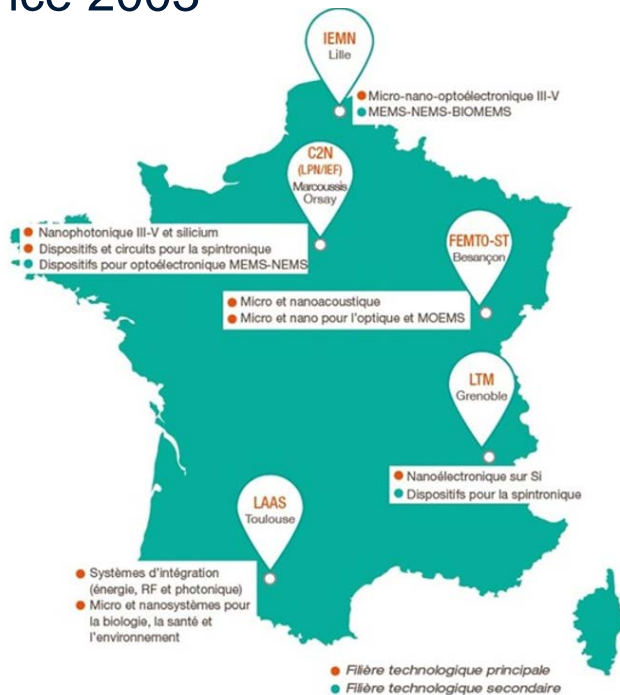 2005
IEMN
Lille
Micro-nano-optoélectronique III-V
MEMS-NEMS-BIOMEMS
C2N
(LPN/IEF)
Marcoussis
Orsay
Nanophotonique III-V et silicium
Dispositifs et circuits pour la spintronique
Dispositifs pour optoélectronique MEMS-NEMS
FEMTO-ST
Besançon
Micro et nanoacoustique
Micro et nano pour l'optique et MOEMS
LTM
Grenoble
Nanoélectronique sur Si
Dispositifs pour la spintronique
LAAS
Toulouse
Systèmes d'intégration
(énergie, RF et photonique)
Micro et nanosystèmes pour
la biologie, la santé et
l'environnement
Filière technologique principale
Filière technologique secondaire